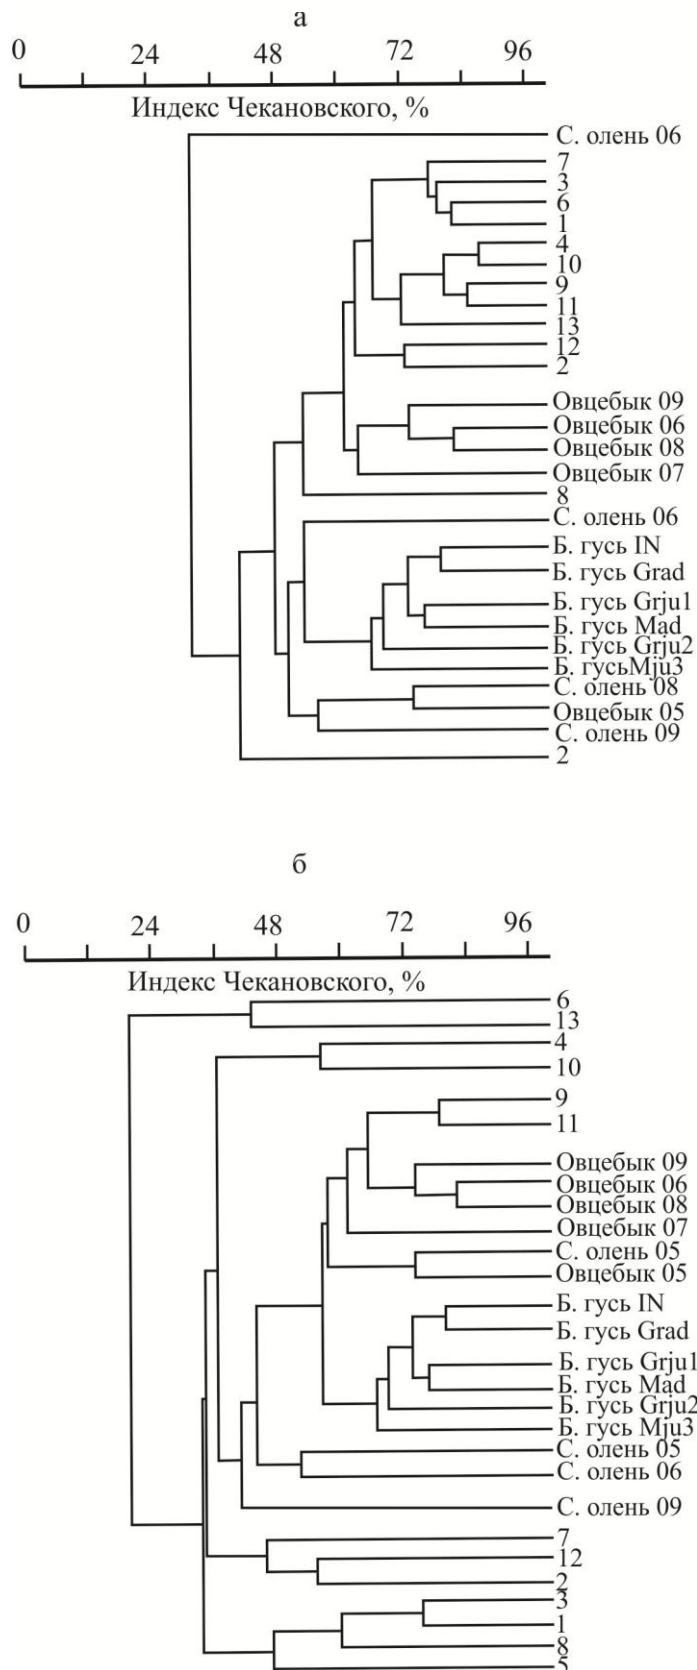 а
0 24 48 72 96
Индекс Чекановского, %
С. олень 06
7
3
6
1
4
10
9
11
13
12
2
Овцебык 09
Овцебык 06
Овцебык 08
Овцебык 07
8
С. олень 06
Б. гусь IN
Б. гусь Grad
Б. гусь Grju1
Б. гусь Mad
Б. гусь Grju2
Б. гусьMju3
С. олень 08
Овцебык 05
С. олень 09
2
б
0 24 48 72 96
Индекс Чекановского, %
6
13
4
10
9
11
Овцебык 09
Овцебык 06
Овцебык 08
Овцебык 07
С. олень 05
Овцебык 05
Б. гусь IN
Б. гусь Grad
Б. гусь Grju1
Б. гусь Mad
Б. гусь Grju2
Б. гусь Mju3
С. олень 05
С. олень 06
С. олень 09
7
12
2
3
1
8
5